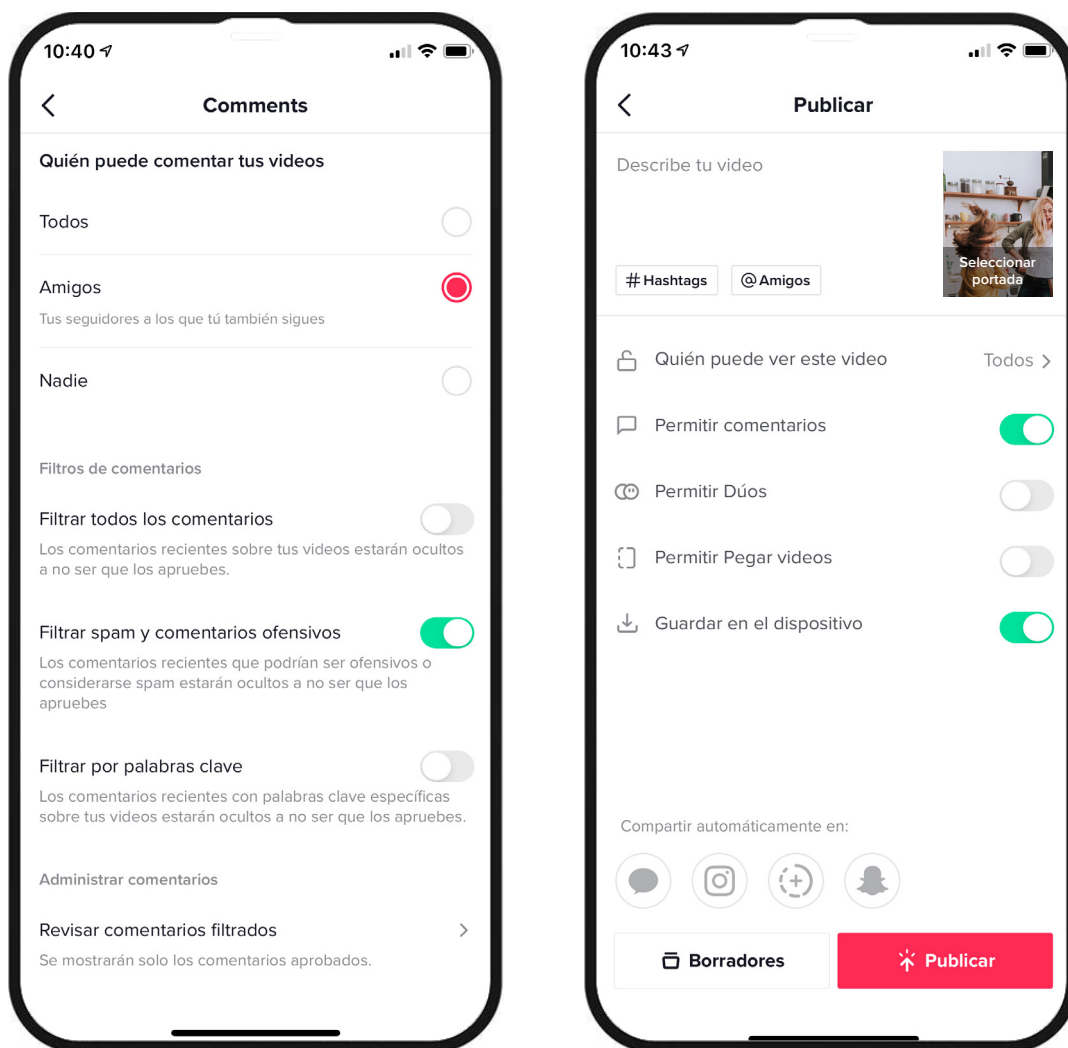 10:40
Comments
Quién puede comentar tus videos
Todos
Amigos
Tus seguidores a los que tú también sigues
Nadie
Filtros de comentarios
Filtrar todos los comentarios
Los comentarios recientes sobre tus videos estarán ocultos
a no ser que los apruebes.
Filtrar spam y comentarios ofensivos
Los comentarios recientes que podrían ser ofensivos o
considerarse spam estarán ocultos a no ser que los
apruebes
Filtrar por palabras clave
Los comentarios recientes con palabras clave específicas
sobre tus videos estarán ocultos a no ser que los apruebes.
Administrar comentarios
Revisar comentarios filtrados
Se mostrarán solo los comentarios aprobados.
10:43
Publicar
Describe tu video
Seleccionar
portada
# Hashtags
@ Amigos
Quién puede ver este video
Todos
Permitir comentarios
Permitir Dúos
Permitir Pegar videos
Guardar en el dispositivo
Compartir automáticamente en:
Borradores
Publicar